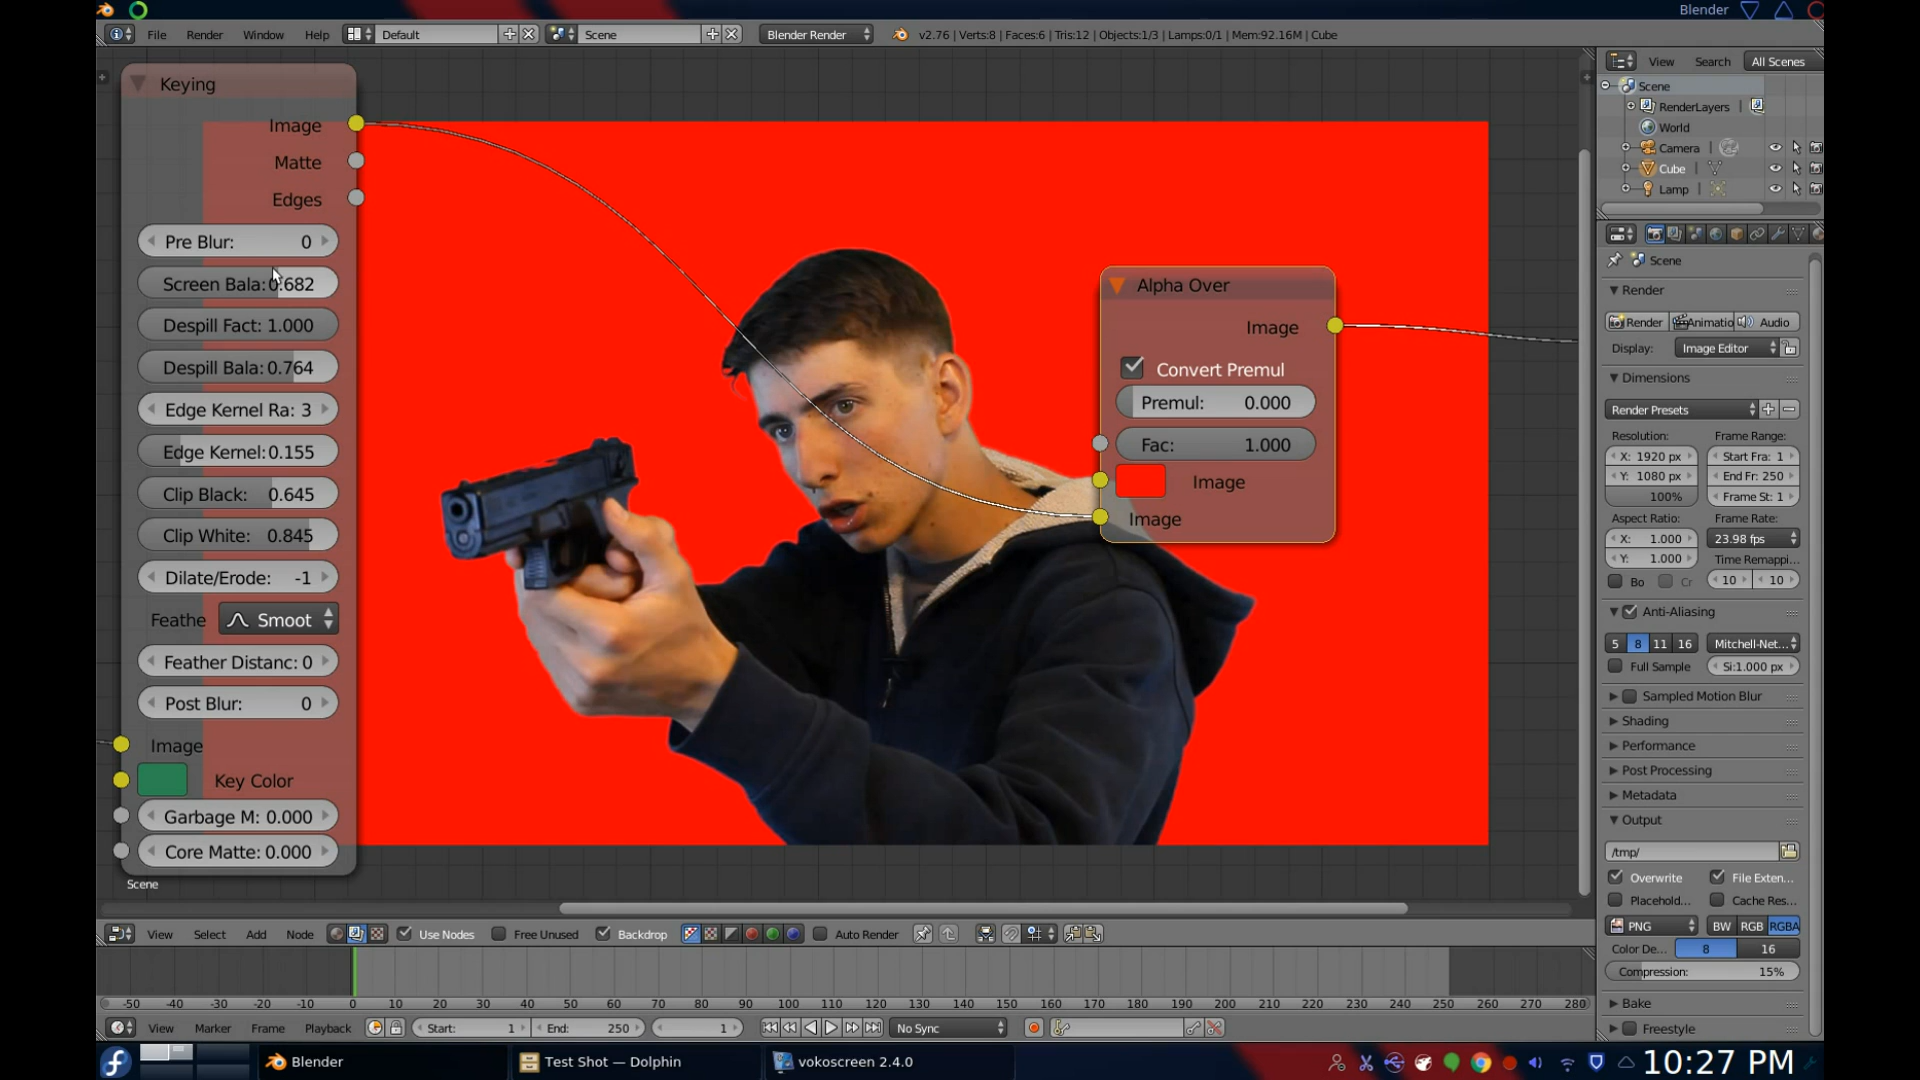 Blender
File Render Window Help Default Scene Blender Render v2.76 | Verts:8 | Faces:6 | Tris:12 | Objects:1/3 | Lamps:0/1 | Mem:92.16M | Cube
View Search All Scenes
Scene
RenderLayers
World
Camera
Cube
Lamp
Scene
Render
Render Animatio Audio
Display: Image Editor
Dimensions
Render Presets
Resolution: Frame Range:
X: 1920 px Start Fra: 1
Y: 1080 px End Fr: 250
100% Frame St: 1
Aspect Ratio: Frame Rate:
X: 1.000 23.98 fps
Y: 1.000 Time Remappi...
Bo Cr 10 10
Anti-Aliasing
5 8 11 16 Mitchell-Net...
Full Sample Si:1.000 px
Sampled Motion Blur
Shading
Performance
Post Processing
Metadata
Output
/tmp/
Overwrite File Exten...
Placehold... Cache Res...
PNG BW RGB RGBA
Color De... 8 16
Compression: 15%
Bake
Freestyle
Keying
Image
Matte
Edges
Pre Blur: 0
Screen Bala: 0.682
Despill Fact: 1.000
Despill Bala: 0.764
Edge Kernel Ra: 3
Edge Kernel: 0.155
Clip Black: 0.645
Clip White: 0.845
Dilate/Erode: -1
Feathe Smoot
Feather Distanc: 0
Post Blur: 0
Image
Key Color
Garbage M: 0.000
Core Matte: 0.000
Scene
Alpha Over
Image
Convert Premul
Premul: 0.000
Fac: 1.000
Image
Image
View Select Add Node Use Nodes Free Unused Backdrop Auto Render
-50 -40 -30 -20 -10 0 10 20 30 40 50 60 70 80 90 100 110 120 130 140 150 160 170 180 190 200 210 220 230 240 250 260 270 280
View Marker Frame Playback Start: 1 End: 250 1 No Sync
Blender Test Shot — Dolphin vokoscreen 2.4.0 10:27 PM